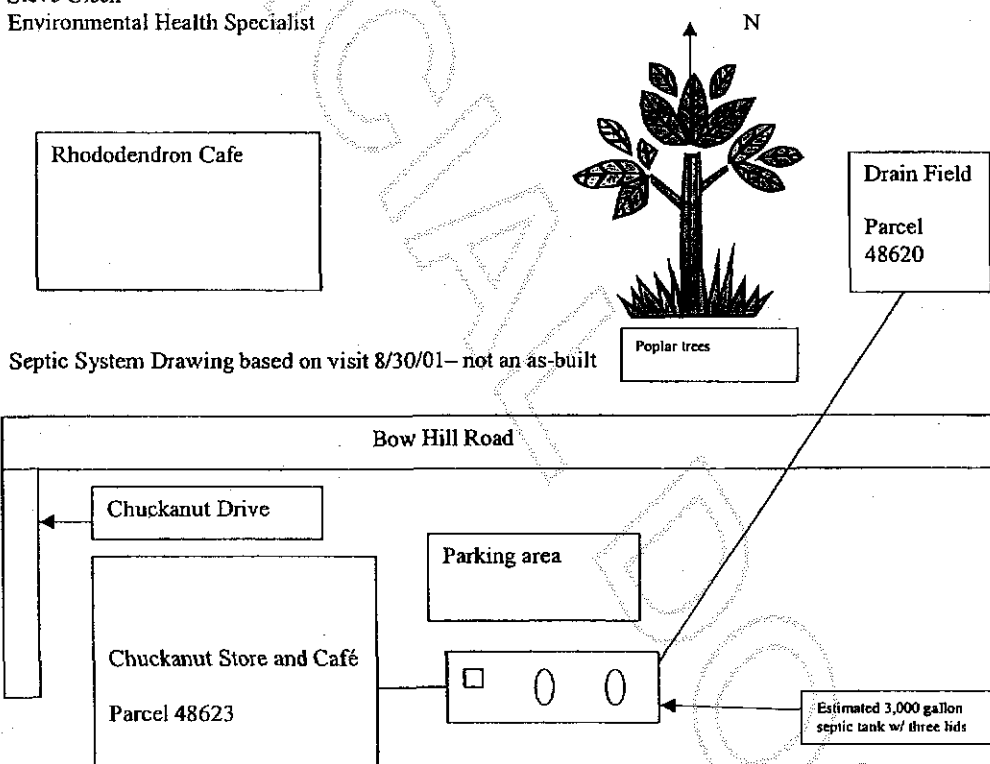 Environmental Health Specialist
N
Rhododendron Cafe
Drain Field
Parcel
48620
Septic System Drawing based on visit 8/30/01– not an as-built
Poplar trees
Bow Hill Road
Chuckanut Drive
Parking area
Chuckanut Store and Café
Parcel 48623
Estimated 3,000 gallon
septic tank w/ three lids